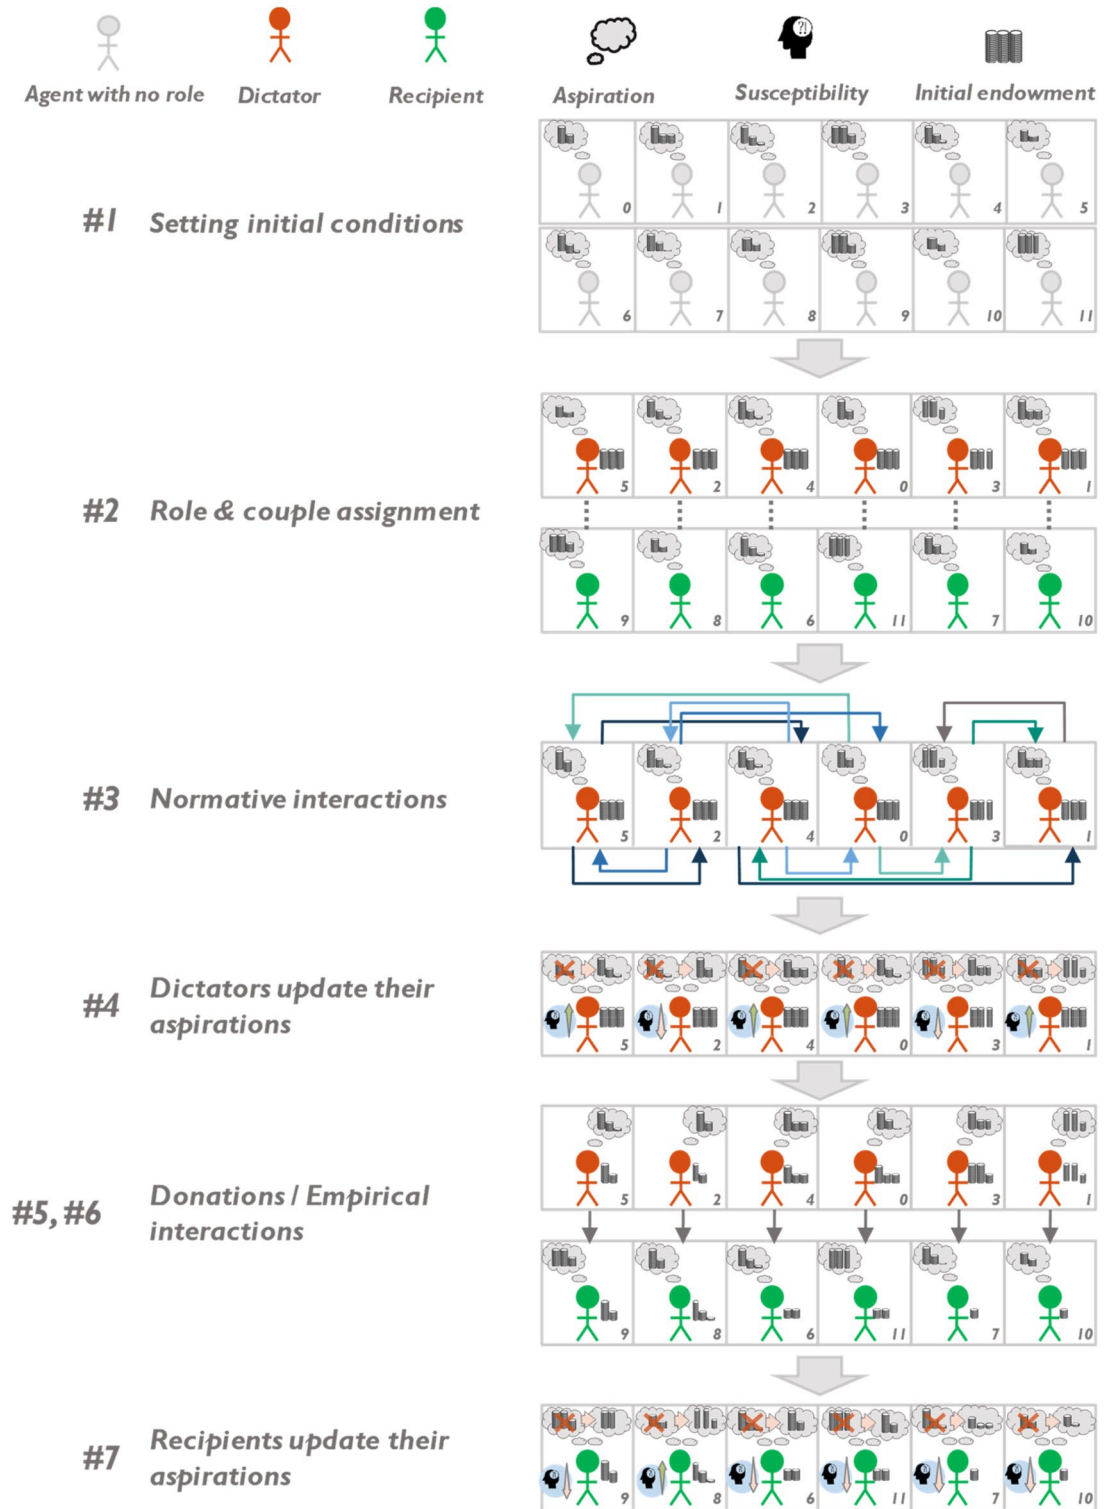 Agent with no role Dictator Recipient Aspiration Susceptibility Initial endowment
0 1 2 3 4 5
#1 Setting initial conditions
6 7 8 9 10 11
5 2 4 0 3 1
#2 Role & couple assignment
9 8 6 11 7 10
#3 Normative interactions
5 2 4 0 3 1
#4 Dictators update their
aspirations
5 2 4 0 3 1
5 2 4 0 3 1
#5, #6 Donations / Empirical
interactions
9 8 6 11 7 10
#7 Recipients update their
aspirations
9 8 6 11 7 10